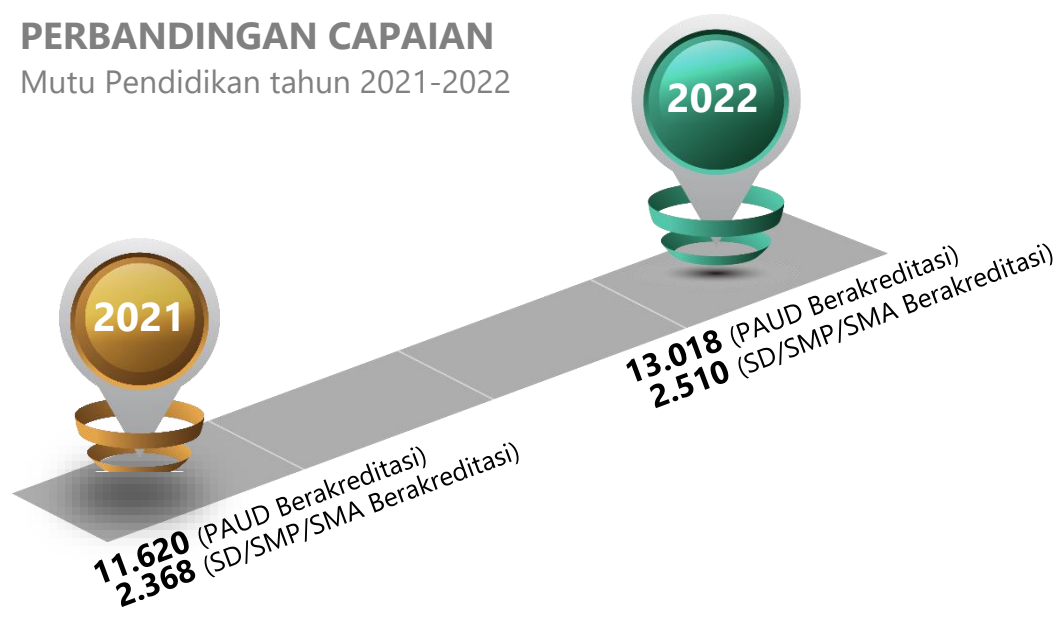 PERBANDINGAN CAPAIAN
Mutu Pendidikan tahun 2021-2022
2022
13.018 (PAUD Berakreditasi)
2.510 (SD/SMP/SMA Berakreditasi)
2021
11.620 (PAUD Berakreditasi)
2.368 (SD/SMP/SMA Berakreditasi)